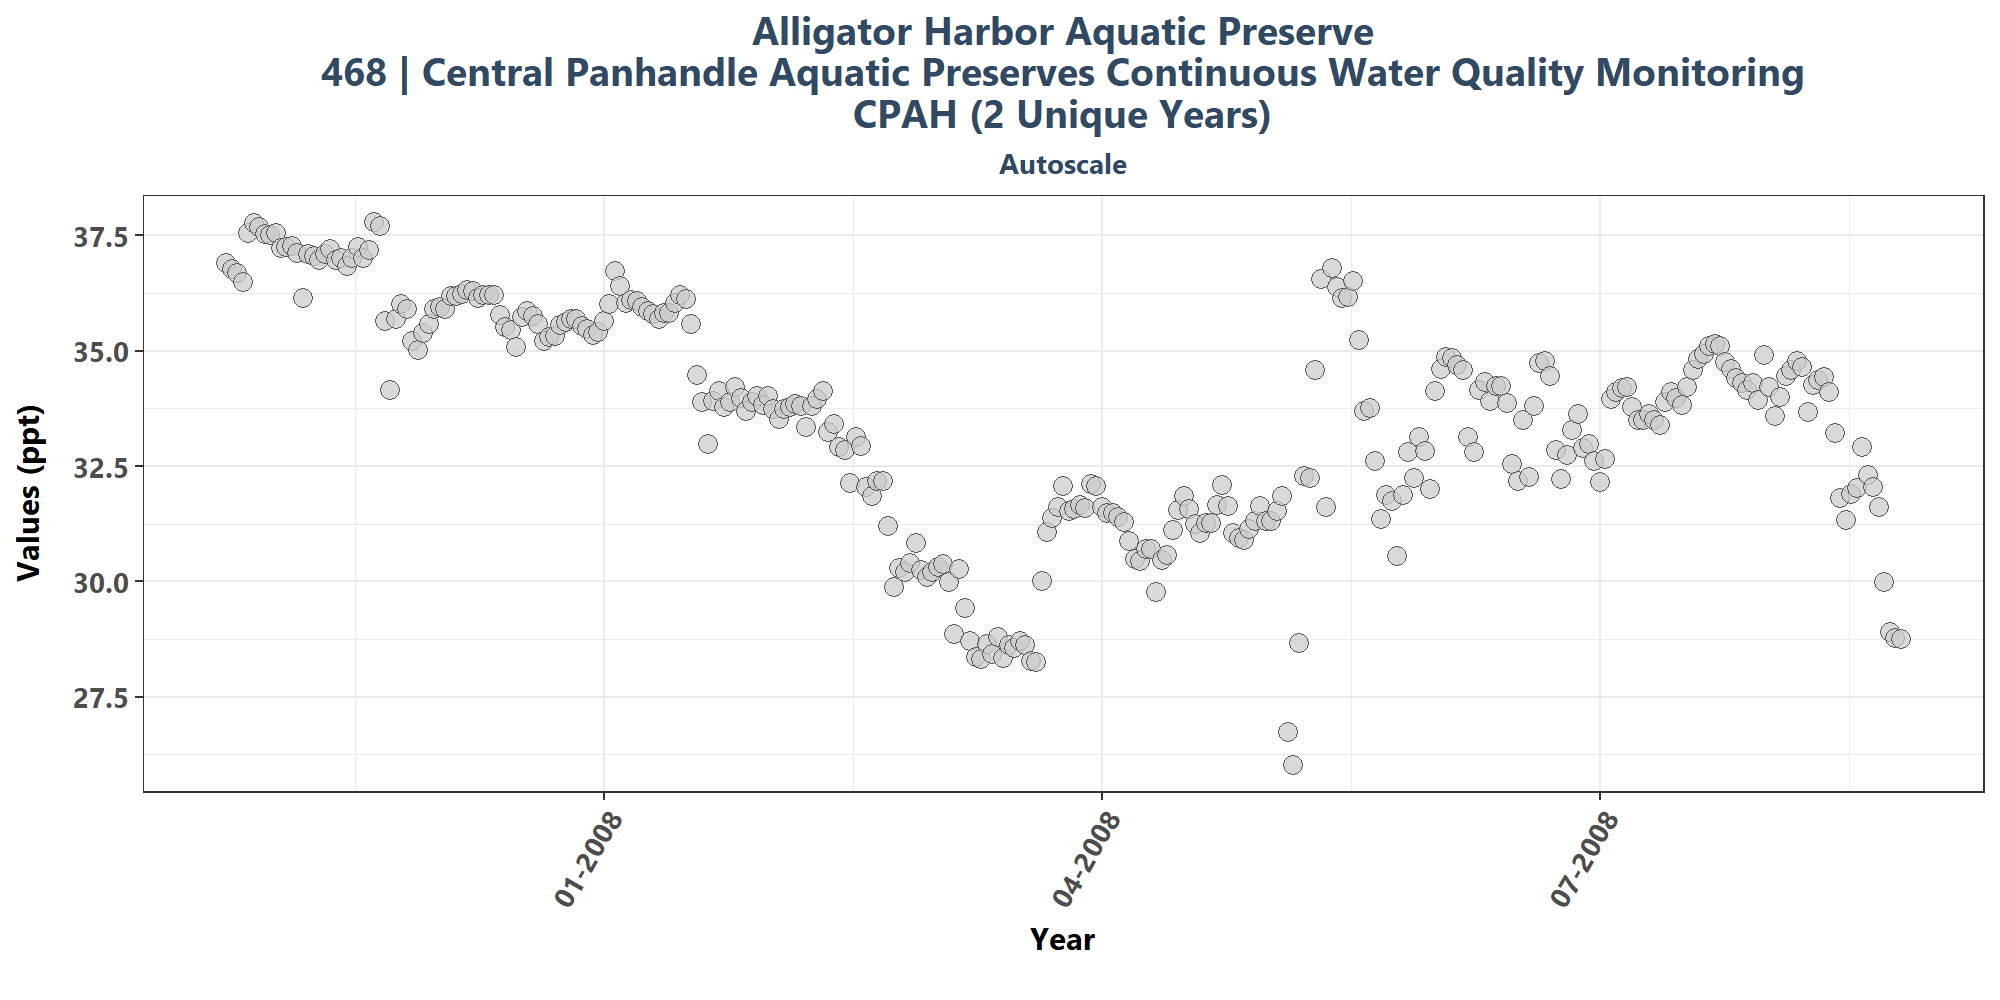 Alligator Harbor Aquatic Preserve
468 | Central Panhandle Aquatic Preserves Continuous Water Quality Monitoring
CPAH (2 Unique Years)
Autoscale
Values (ppt)
37.5
35.0
32.5
30.0
27.5
01-2008
04-2008
07-2008
Year